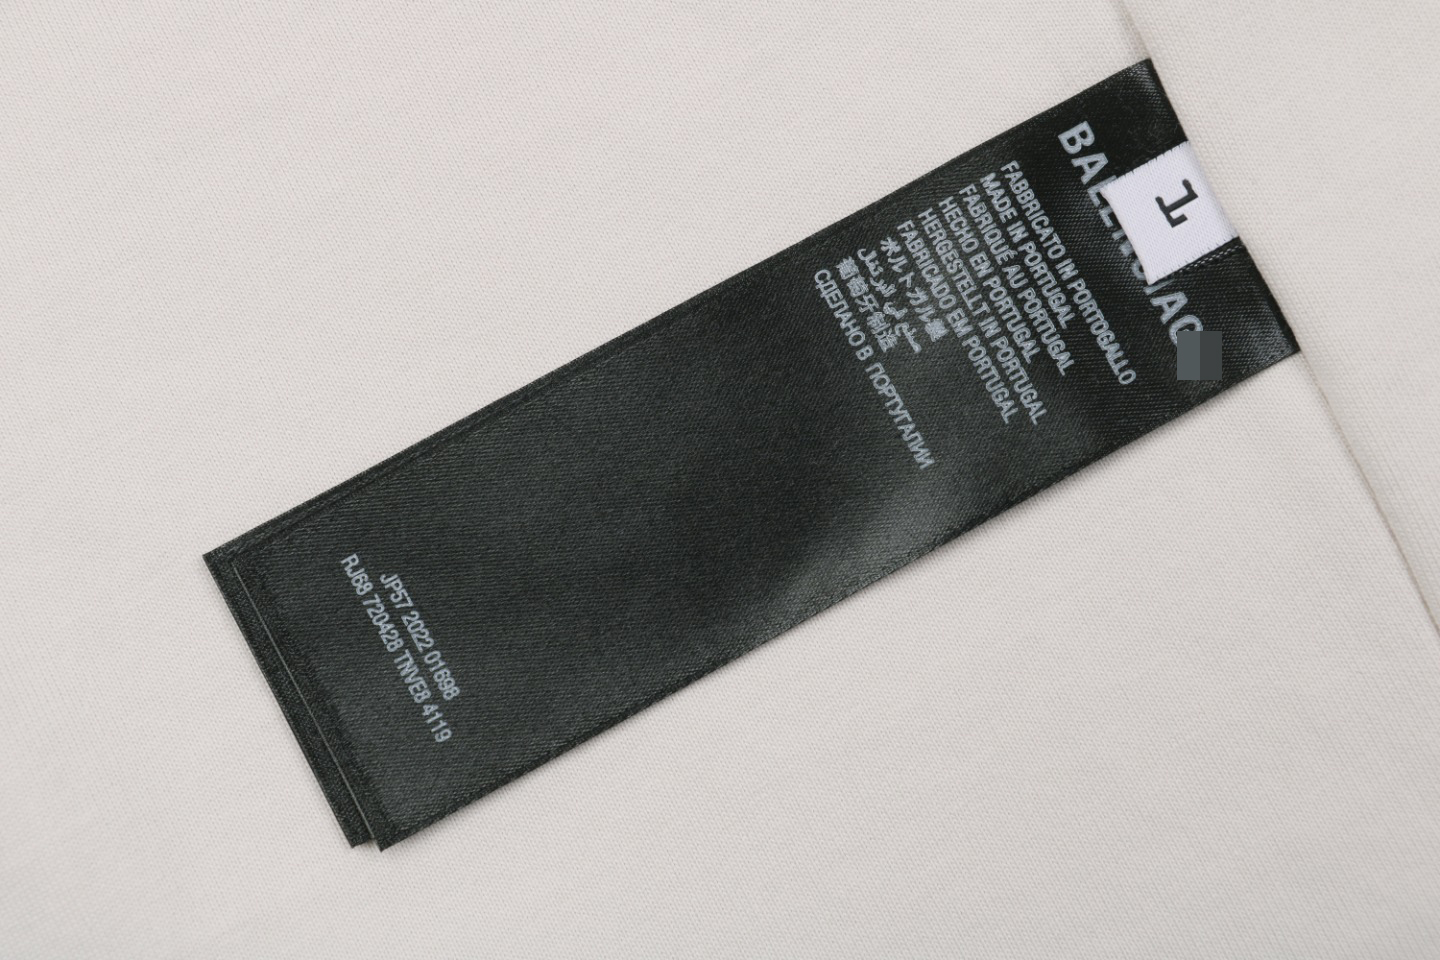 1
FABBRICATO IN PORTOGALLO
MADE IN PORTUGAL
FABRIQUÉ AU PORTUGAL
HECHO EN PORTUGAL
HERGESTELLT IN PORTUGAL
FABRICADO EM PORTUGAL
ポルトガル製
葡萄牙制造
СДЕЛАНО В ПОРТУГАЛИИ
JP57 2022 01698
RJ68 720428 TNVE8 4119